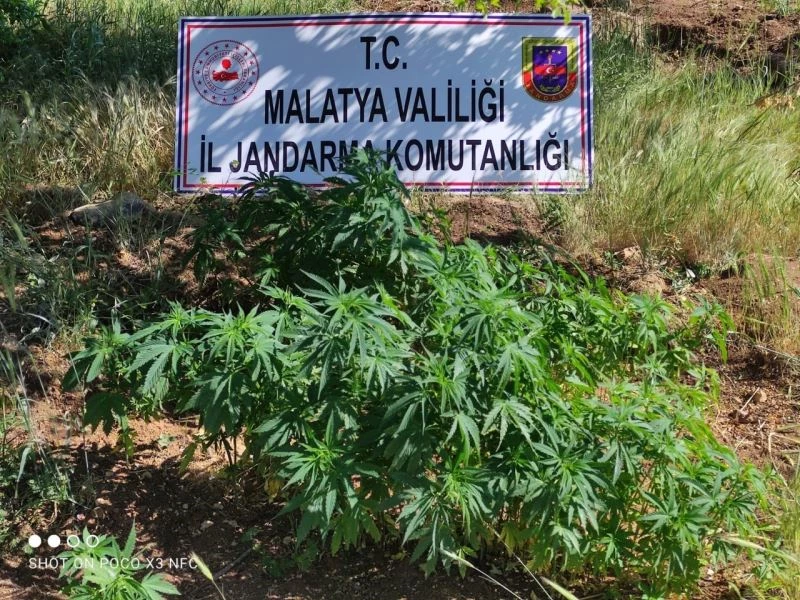 T.C.
MALATYA VALİLİĞİ
İL JANDARMA KOMUTANLIĞI
SHOT ON POCO X3 NFC